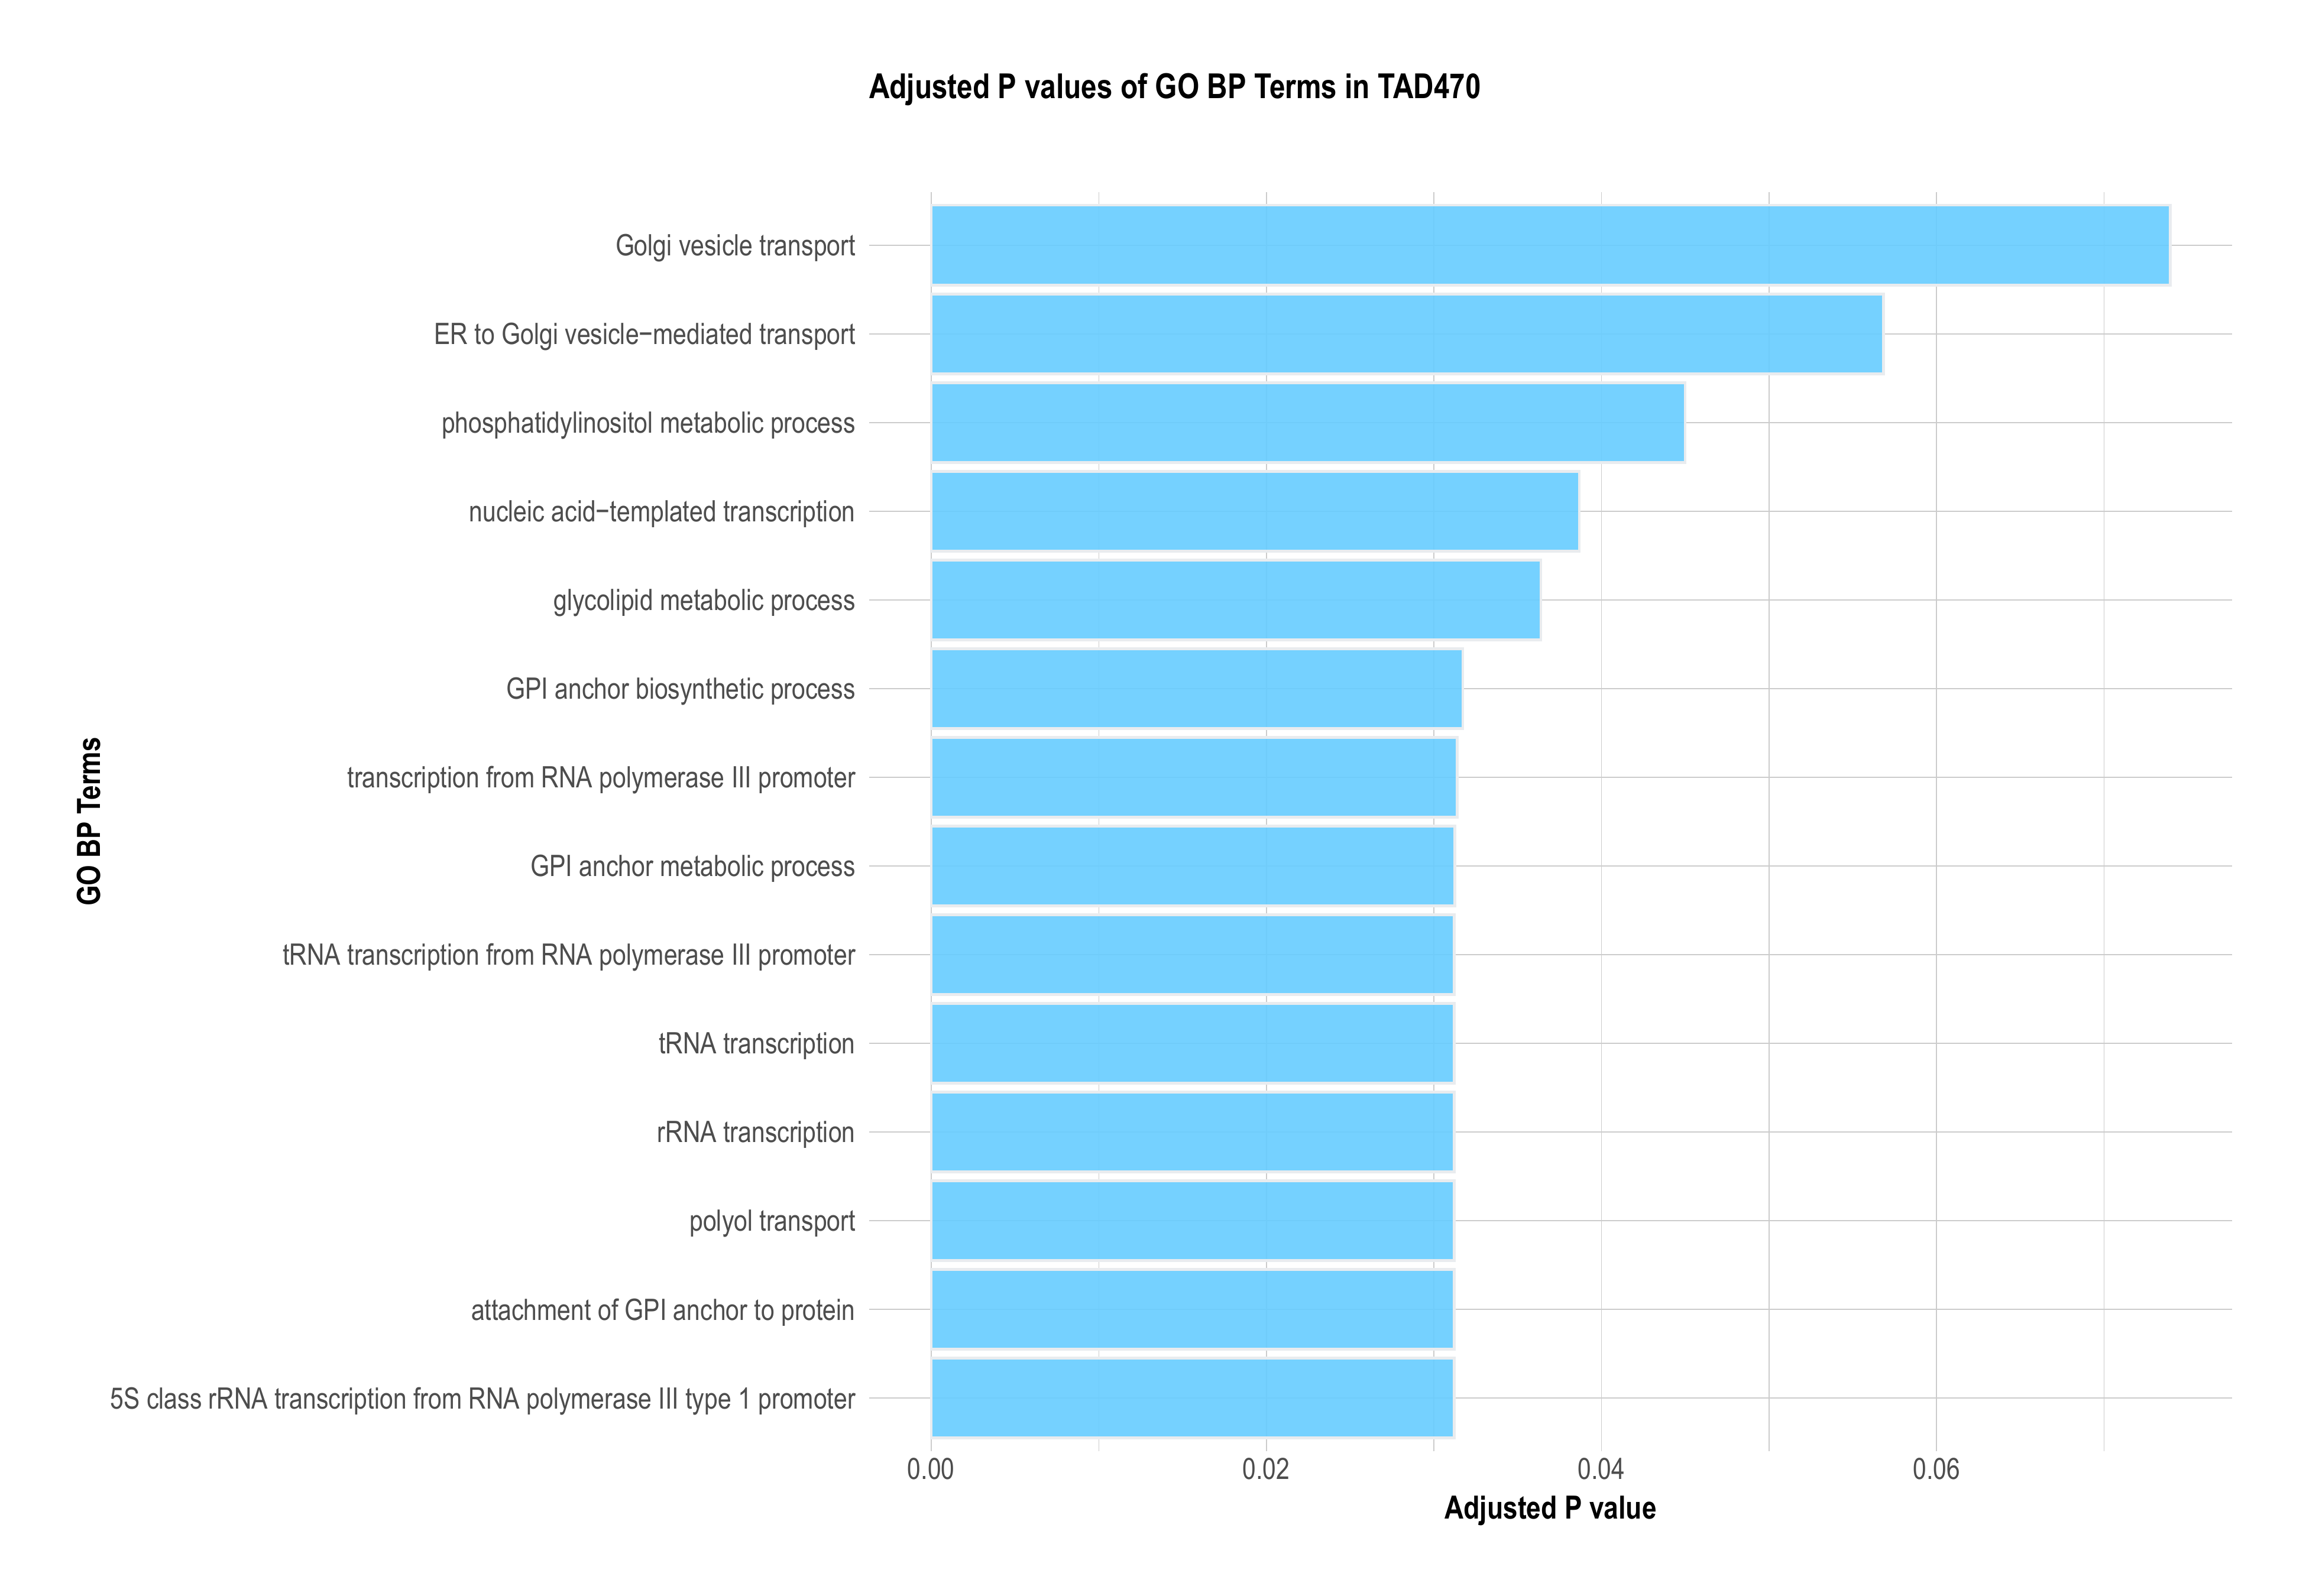 Adjusted P values of GO BP Terms in TAD470
Golgi vesicle transport
ER to Golgi vesicle−mediated transport
phosphatidylinositol metabolic process
nucleic acid−templated transcription
glycolipid metabolic process
GPI anchor biosynthetic process
transcription from RNA polymerase III promoter
GPI anchor metabolic process
tRNA transcription from RNA polymerase III promoter
tRNA transcription
rRNA transcription
polyol transport
attachment of GPI anchor to protein
5S class rRNA transcription from RNA polymerase III type 1 promoter
GO BP Terms
0.00 0.02 0.04 0.06
Adjusted P value